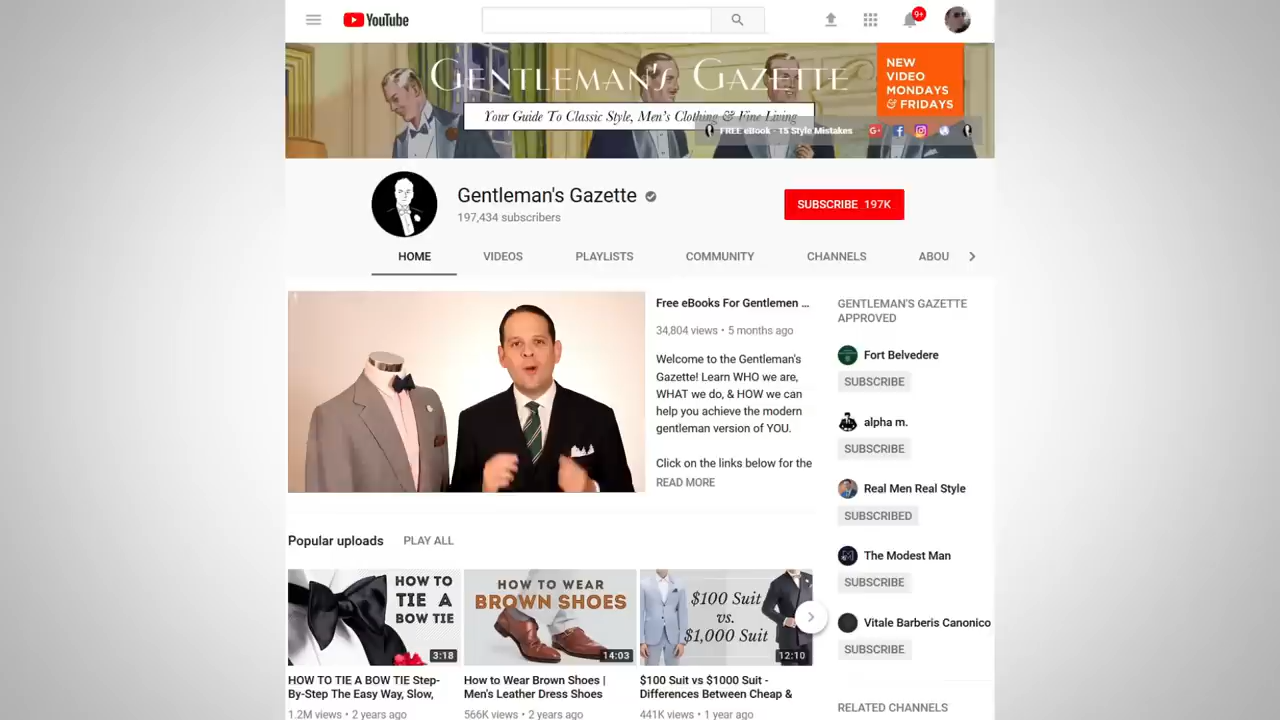 YouTube
9+
GENTLEMAN'S GAZETTE
Your Guide To Classic Style, Men's Clothing & Fine Living
NEW
VIDEO
MONDAYS
& FRIDAYS
FREE eBook - 15 Style Mistakes
Gentleman's Gazette
197,434 subscribers
SUBSCRIBE 197K
HOME
VIDEOS
PLAYLISTS
COMMUNITY
CHANNELS
ABOU
Free eBooks For Gentlemen ...
34,804 views • 5 months ago
Welcome to the Gentleman's
Gazette! Learn WHO we are,
WHAT we do, & HOW we can
help you achieve the modern
gentleman version of YOU.
Click on the links below for the
READ MORE
GENTLEMAN'S GAZETTE
APPROVED
Fort Belvedere
SUBSCRIBE
alpha m.
SUBSCRIBE
Real Men Real Style
SUBSCRIBED
The Modest Man
SUBSCRIBE
Vitale Barberis Canonico
SUBSCRIBE
RELATED CHANNELS
Popular uploads
PLAY ALL
HOW TO
TIE A
BOW TIE
3:18
HOW TO TIE A BOW TIE Step-
By-Step The Easy Way, Slow,
1.2M views • 2 years ago
HOW TO WEAR
BROWN SHOES
14:03
How to Wear Brown Shoes |
Men's Leather Dress Shoes
566K views • 2 years ago
$100 Suit
vs.
$1,000 Suit
12:10
$100 Suit vs $1000 Suit -
Differences Between Cheap &
441K views • 1 year ago